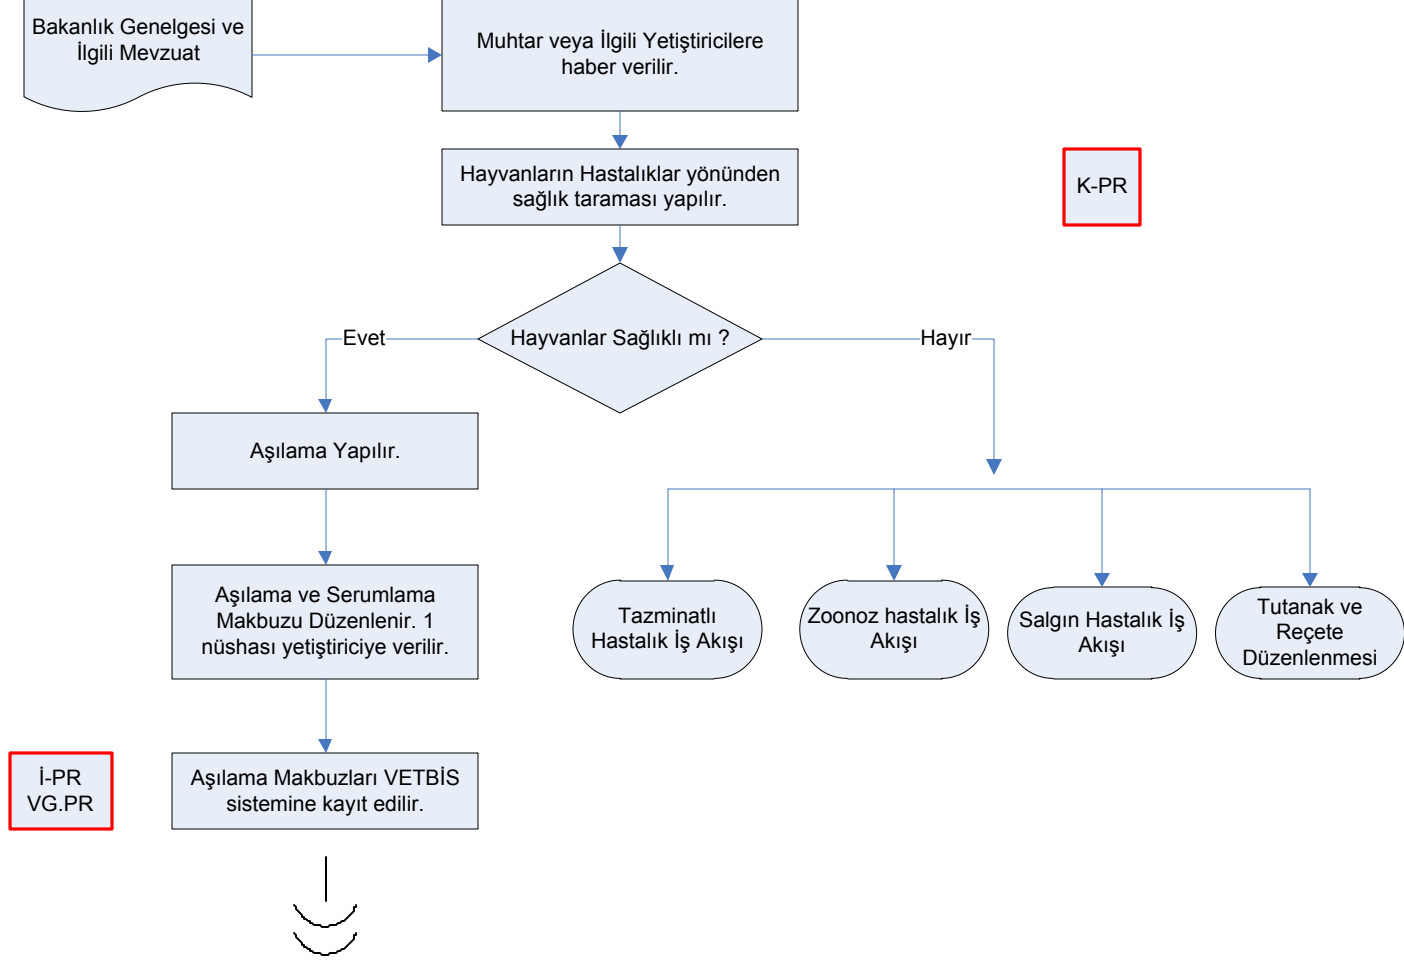 Bakanlık Genelgesi ve
İlgili Mevzuat
Muhtar veya İlgili Yetiştiricilere
haber verilir.
Hayvanların Hastalıklar yönünden
sağlık taraması yapılır.
K-PR
Hayvanlar Sağlıklı mı ?
Evet
Hayır
Aşılama Yapılır.
Aşılama ve Serumlama
Makbuzu Düzenlenir. 1
nüshası yetiştiriciye verilir.
Tazminatlı
Hastalık İş Akışı
Zoonoz hastalık İş
Akışı
Salgın Hastalık İş
Akışı
Tutanak ve
Reçete
Düzenlenmesi
İ-PR
VG.PR
Aşılama Makbuzları VETBİS
sistemine kayıt edilir.